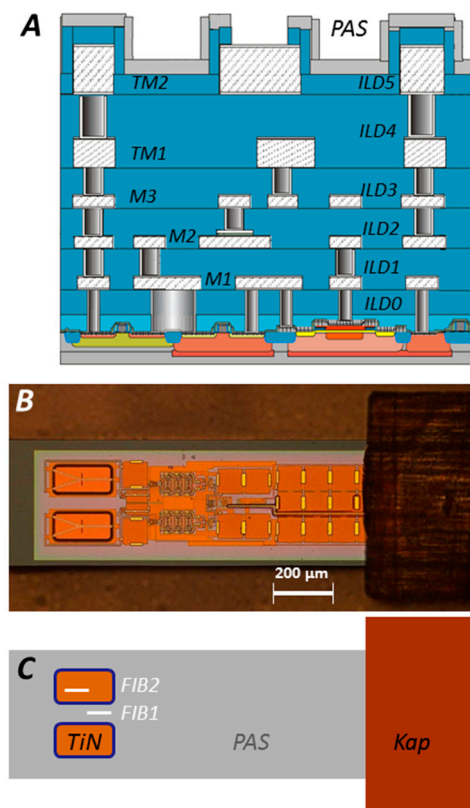 A
PAS
TM2
ILD5
ILD4
TM1
M3
ILD3
M2
ILD2
M1
ILD1
ILD0
B
200 µm
C
FIB2
FIB1
TiN
PAS
Kap